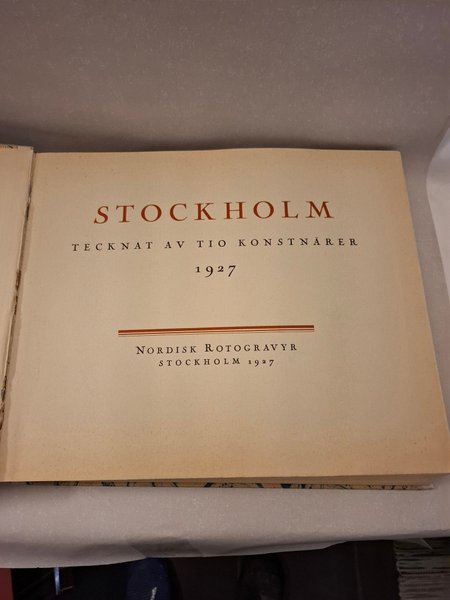 STOCKHOLM
TECKNAT AV TIO KONSTNÄRER
1927
NORDISK ROTOGRAVYR
STOCKHOLM 1927